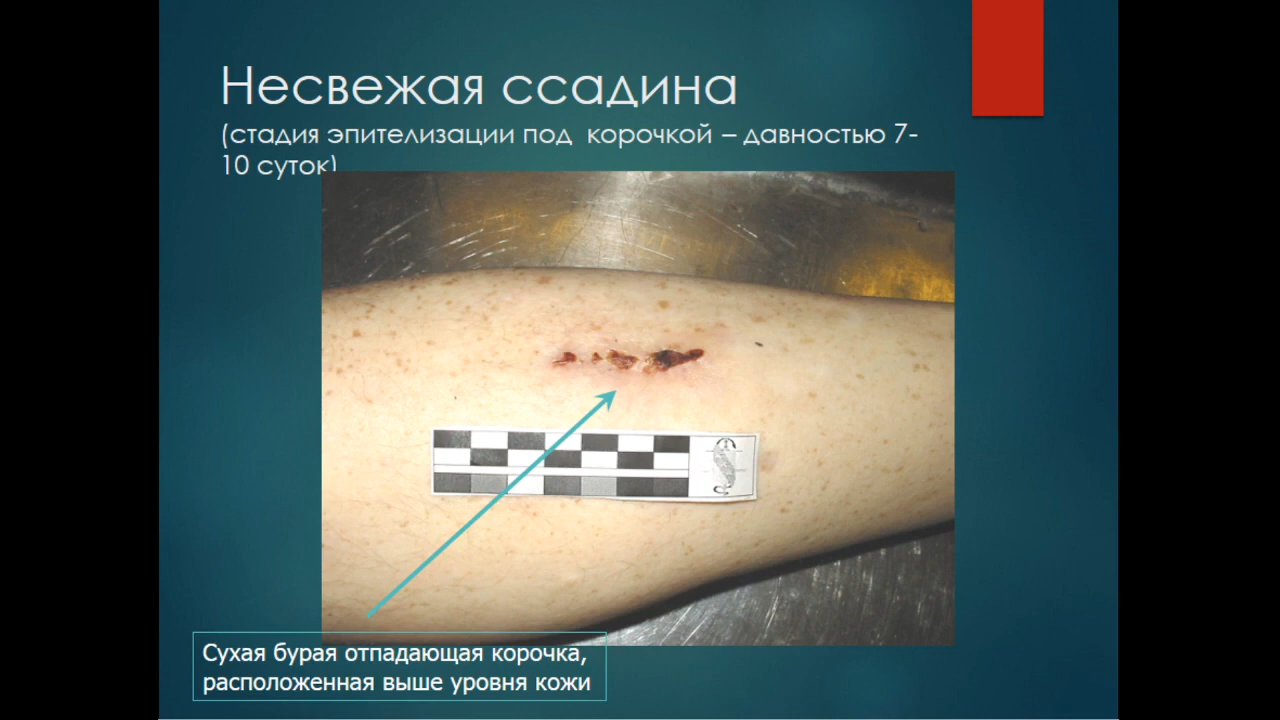 Несвежая ссадина
(стадия эпителизации под корочкой – давностью 7-
10 суток)
Сухая бурая отпадающая корочка,
расположенная выше уровня кожи